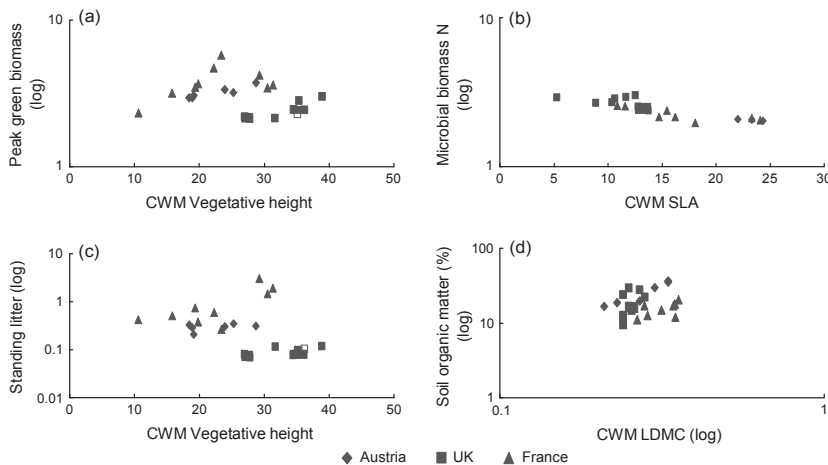 (a)
10
1
Peak green biomass
(log)
0 10 20 30 40 50
CWM Vegetative height
(b)
10
1
Microbial biomass N
(log)
0 5 10 15 20 25 30
CWM SLA
(c)
10
1
0.1
0.01
Standing litter (log)
0 10 20 30 40 50
CWM Vegetative height
(d)
100
10
1
Soil organic matter (%)
(log)
0.1 1
CWM LDMC (log)
Austria UK France